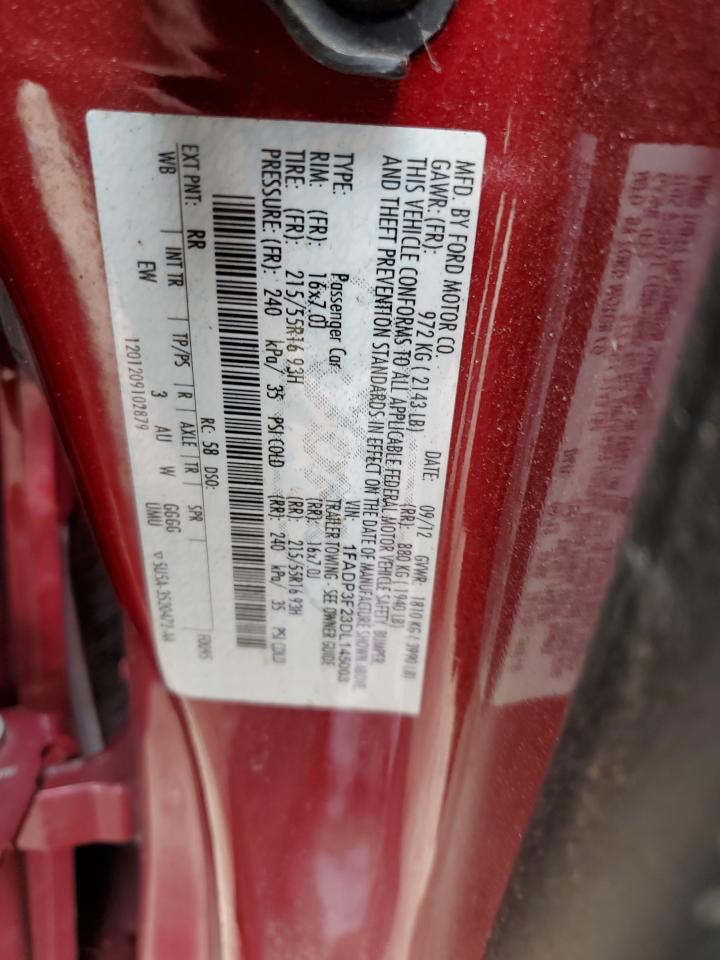 MFD. BY FORD MOTOR CO. DATE: 09/12 GVWR: 1810 KG ( 3990 LB)
GAWR: (FR): 972 KG ( 2143 LB) (RR): 880 KG ( 1940 LB)
THIS VEHICLE CONFORMS TO ALL APPLICABLE FEDERAL MOTOR VEHICLE SAFETY, BUMPER,
AND THEFT PREVENTION STANDARDS IN EFFECT ON THE DATE OF MANUFACTURE SHOWN ABOVE
VIN: 1FADP3F23DL145003
TYPE: Passenger Car TRAILER TOWING - SEE OWNER GUIDE
RIM: (FR): 16x7.0J (RR): 16x7.0J
TIRE: (FR): 215/55R16 93H (RR): 215/55R16 93H
PRESSURE: (FR): 240 kPa/ 35 PSI COLD (RR): 240 kPa/ 35 PSI COLD
EXT PNT: RR RC: 58 DSO: F0095
WB | INT TR | TP/PS | R | AXLE | TR | SPR |
EW 3 AU W GGGG
1201209102879 UMU ▽ 5U5A-3530472-AA